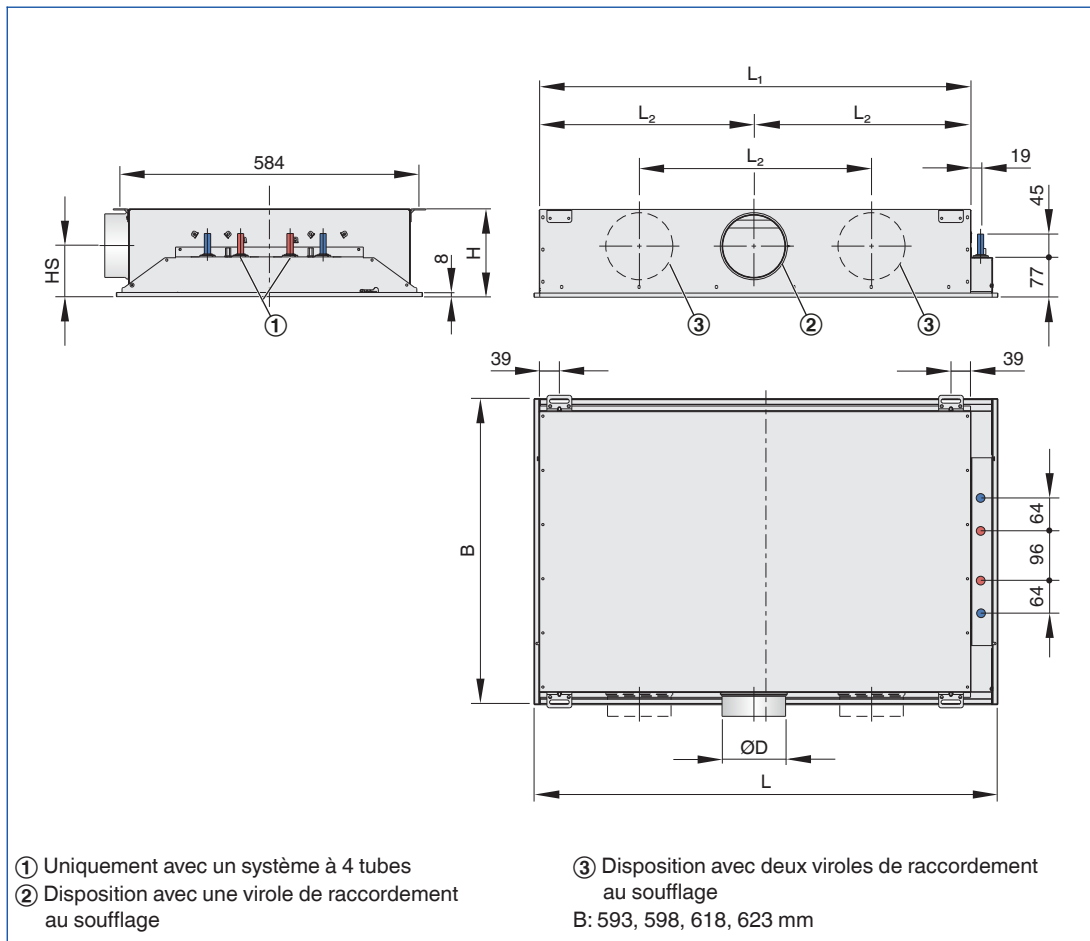 584
HS
8
H
①
L₁
L₂
L₂
L₂
19
45
77
③
②
③
39
39
B
64
96
64
ØD
L
① Uniquement avec un système à 4 tubes
② Disposition avec une virole de raccordement
au soufflage
③ Disposition avec deux viroles de raccordement
au soufflage
B: 593, 598, 618, 623 mm